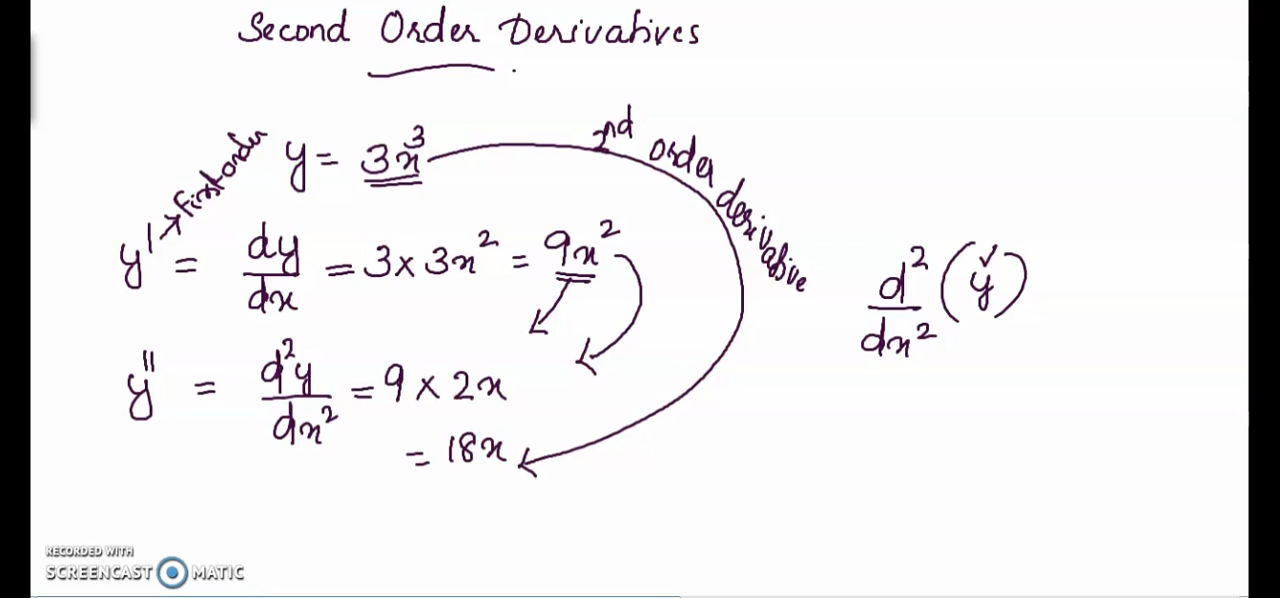 Second Order Derivatives
y = 3x³
First order
2nd order derivative
y' = dy/dx = 3 × 3x² = 9x²
d²/dx² (y)
y'' = d²y/dx² = 9 × 2x
= 18x
RECORDED WITH
SCREENCAST MATIC